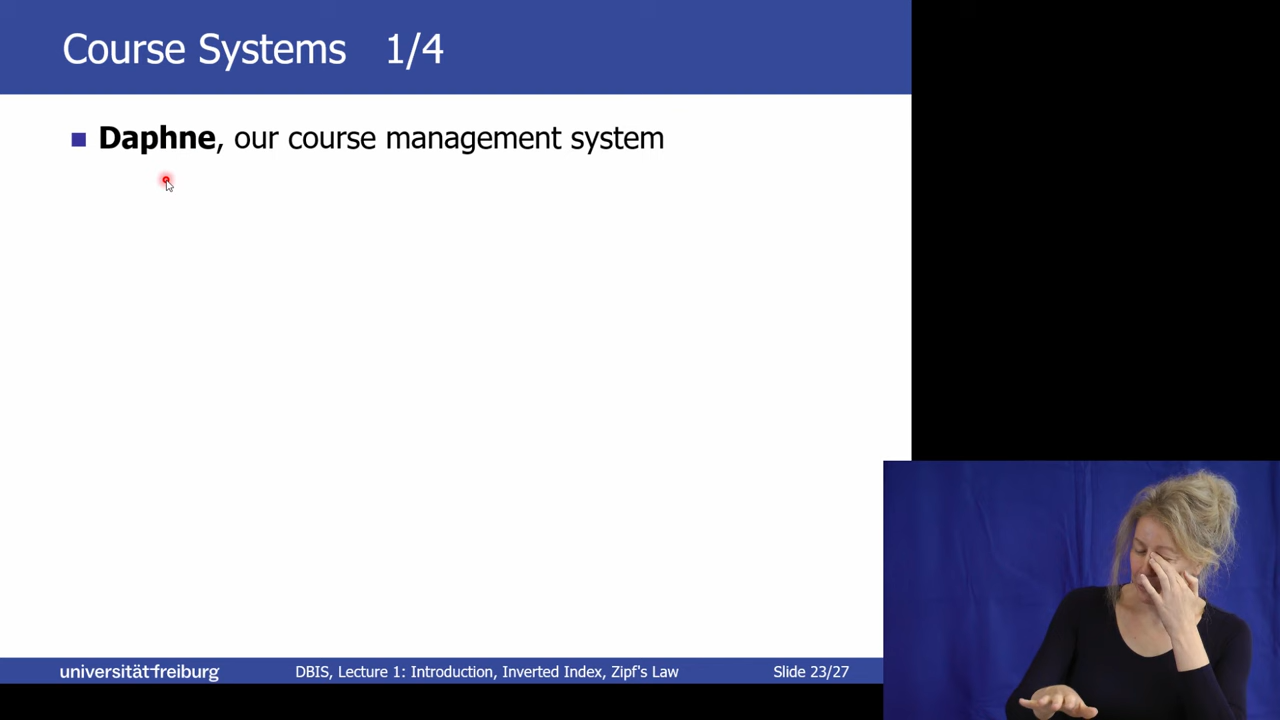 Course Systems 1/4
Daphne, our course management system
universität freiburg
DBIS, Lecture 1: Introduction, Inverted Index, Zipf's Law
Slide 23/27